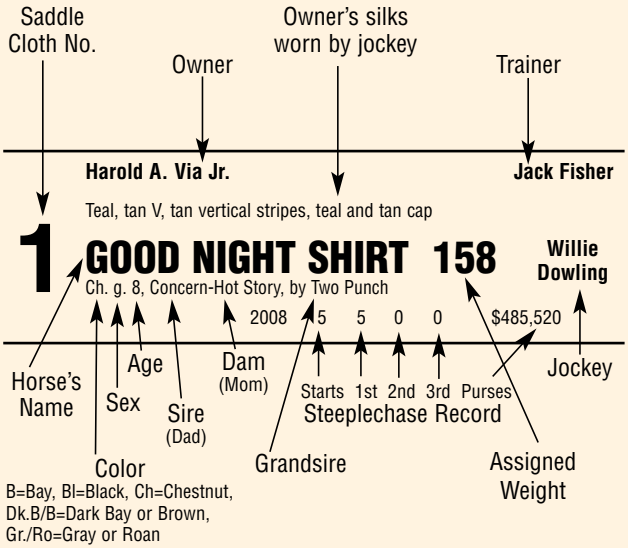 Saddle
Cloth No.
Owner
Owner's silks
worn by jockey
Trainer
Harold A. Via Jr.
Jack Fisher
Teal, tan V, tan vertical stripes, teal and tan cap
1 GOOD NIGHT SHIRT 158
Willie
Dowling
Ch. g. 8, Concern-Hot Story, by Two Punch
2008 5 5 0 0 $485,520
Horse's
Name
Sex
Age
Sire
(Dad)
Dam
(Mom)
Grandsire
Starts 1st 2nd 3rd Purses
Steeplechase Record
Jockey
Assigned
Weight
Color
B=Bay, Bl=Black, Ch=Chestnut,
Dk.B/B=Dark Bay or Brown,
Gr./Ro=Gray or Roan